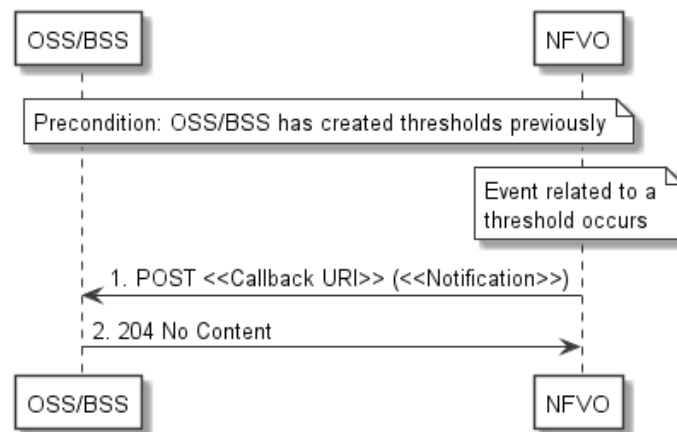 OSS/BSS
NFVO
Precondition: OSS/BSS has created thresholds previously
Event related to a
threshold occurs
1. POST <<Callback URI>> (<<Notification>>)
2. 204 No Content
OSS/BSS
NFVO